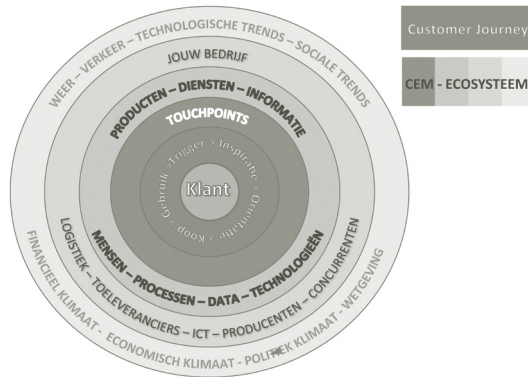 WEER – VERKEER – TECHNOLOGISCHE TRENDS – SOCIALE TRENDS
JOUW BEDRIJF
PRODUCTEN – DIENSTEN – INFORMATIE
TOUCHPOINTS
>Trigger > Inspiratie > Orientatie > Koop > Gebruik
Klant
MENSEN – PROCESSEN – DATA – TECHNOLOGIEËN
LOGISTIEK – TOELEVERANCIERS – ICT – PRODUCENTEN – CONCURRENTEN
FINANCIEEL KLIMAAT - ECONOMISCH KLIMAAT - POLITIEK KLIMAAT - WETGEVING
Customer Journey
CEM - ECOSYSTEEM